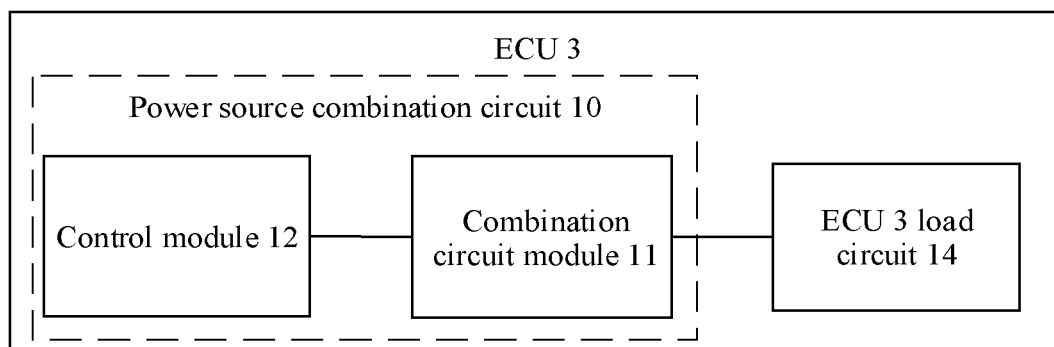 ECU 3
Power source combination circuit 10
Control module 12
Combination
circuit module 11
ECU 3 load
circuit 14